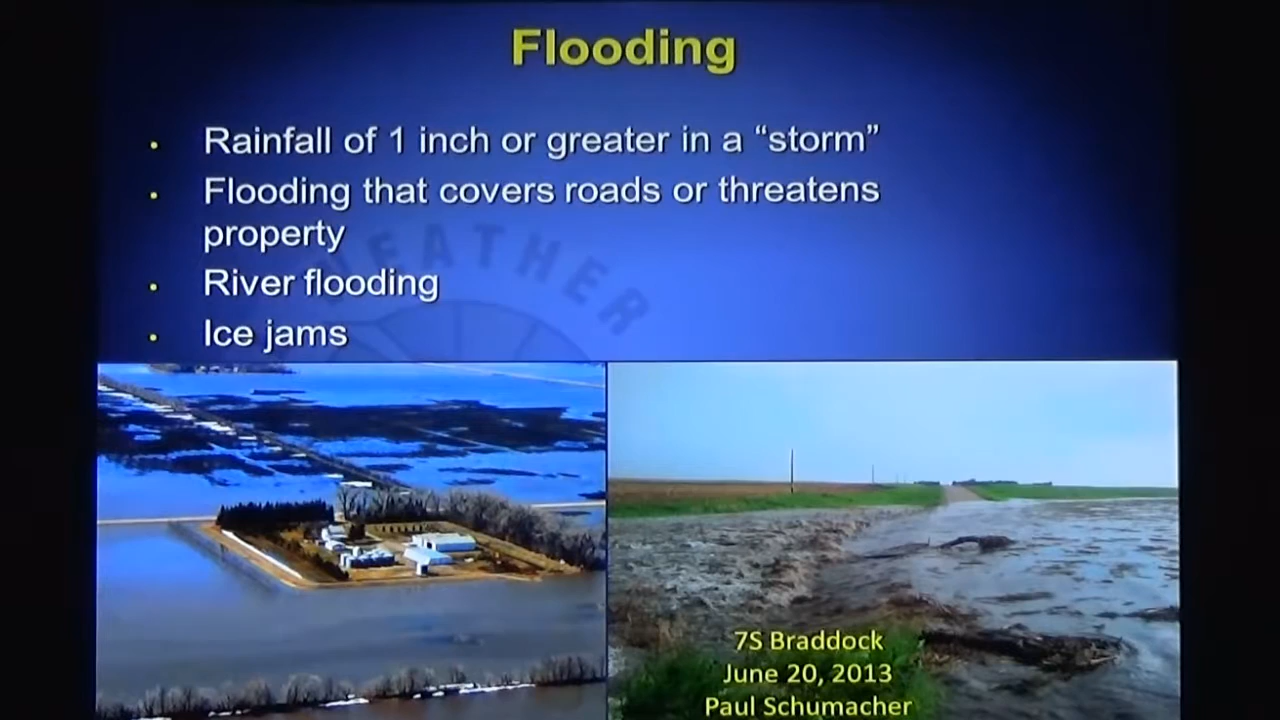 Flooding
• Rainfall of 1 inch or greater in a “storm”
• Flooding that covers roads or threatens
property
WEATHER
• River flooding
• Ice jams
7S Braddock
June 20, 2013
Paul Schumacher